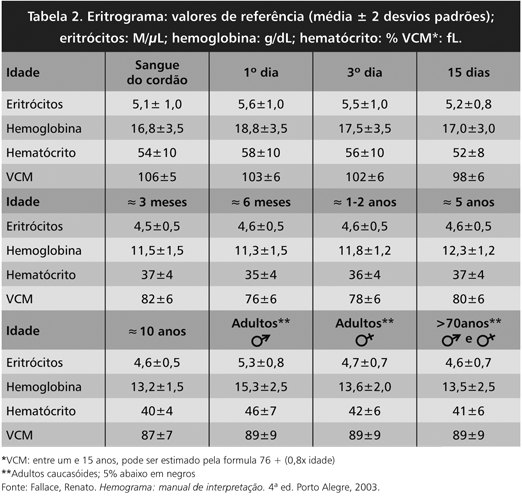 Tabela 2. Eritrograma: valores de referência (média ± 2 desvios padrões);
eritrócitos: M/µL; hemoglobina: g/dL; hematócrito: % VCM*: fL.
Idade Sangue do cordão 1º dia 3º dia 15 dias
Eritrócitos 5,1± 1,0 5,6±1,0 5,5±1,0 5,2±0,8
Hemoglobina 16,8±3,5 18,8±3,5 17,5±3,5 17,0±3,0
Hematócrito 54±10 58±10 56±10 52±8
VCM 106±5 103±6 102±6 98±6
Idade ≈ 3 meses ≈ 6 meses ≈ 1-2 anos ≈ 5 anos
Eritrócitos 4,5±0,5 4,6±0,5 4,6±0,5 4,6±0,5
Hemoglobina 11,5±1,5 11,3±1,5 11,8±1,2 12,3±1,2
Hematócrito 37±4 35±4 36±4 37±4
VCM 82±6 76±6 78±6 80±6
Idade ≈ 10 anos Adultos** ♂ Adultos** ♀ >70anos** ♂ e ♀
Eritrócitos 4,6±0,5 5,3±0,8 4,7±0,7 4,6±0,7
Hemoglobina 13,2±1,5 15,3±2,5 13,6±2,0 13,5±2,5
Hematócrito 40±4 46±7 42±6 41±6
VCM 87±7 89±9 89±9 89±9
*VCM: entre um e 15 anos, pode ser estimado pela formula 76 + (0,8x idade)
**Adultos caucasóides; 5% abaixo em negros
Fonte: Fallace, Renato. Hemograma: manual de interpretação. 4ª ed. Porto Alegre, 2003.